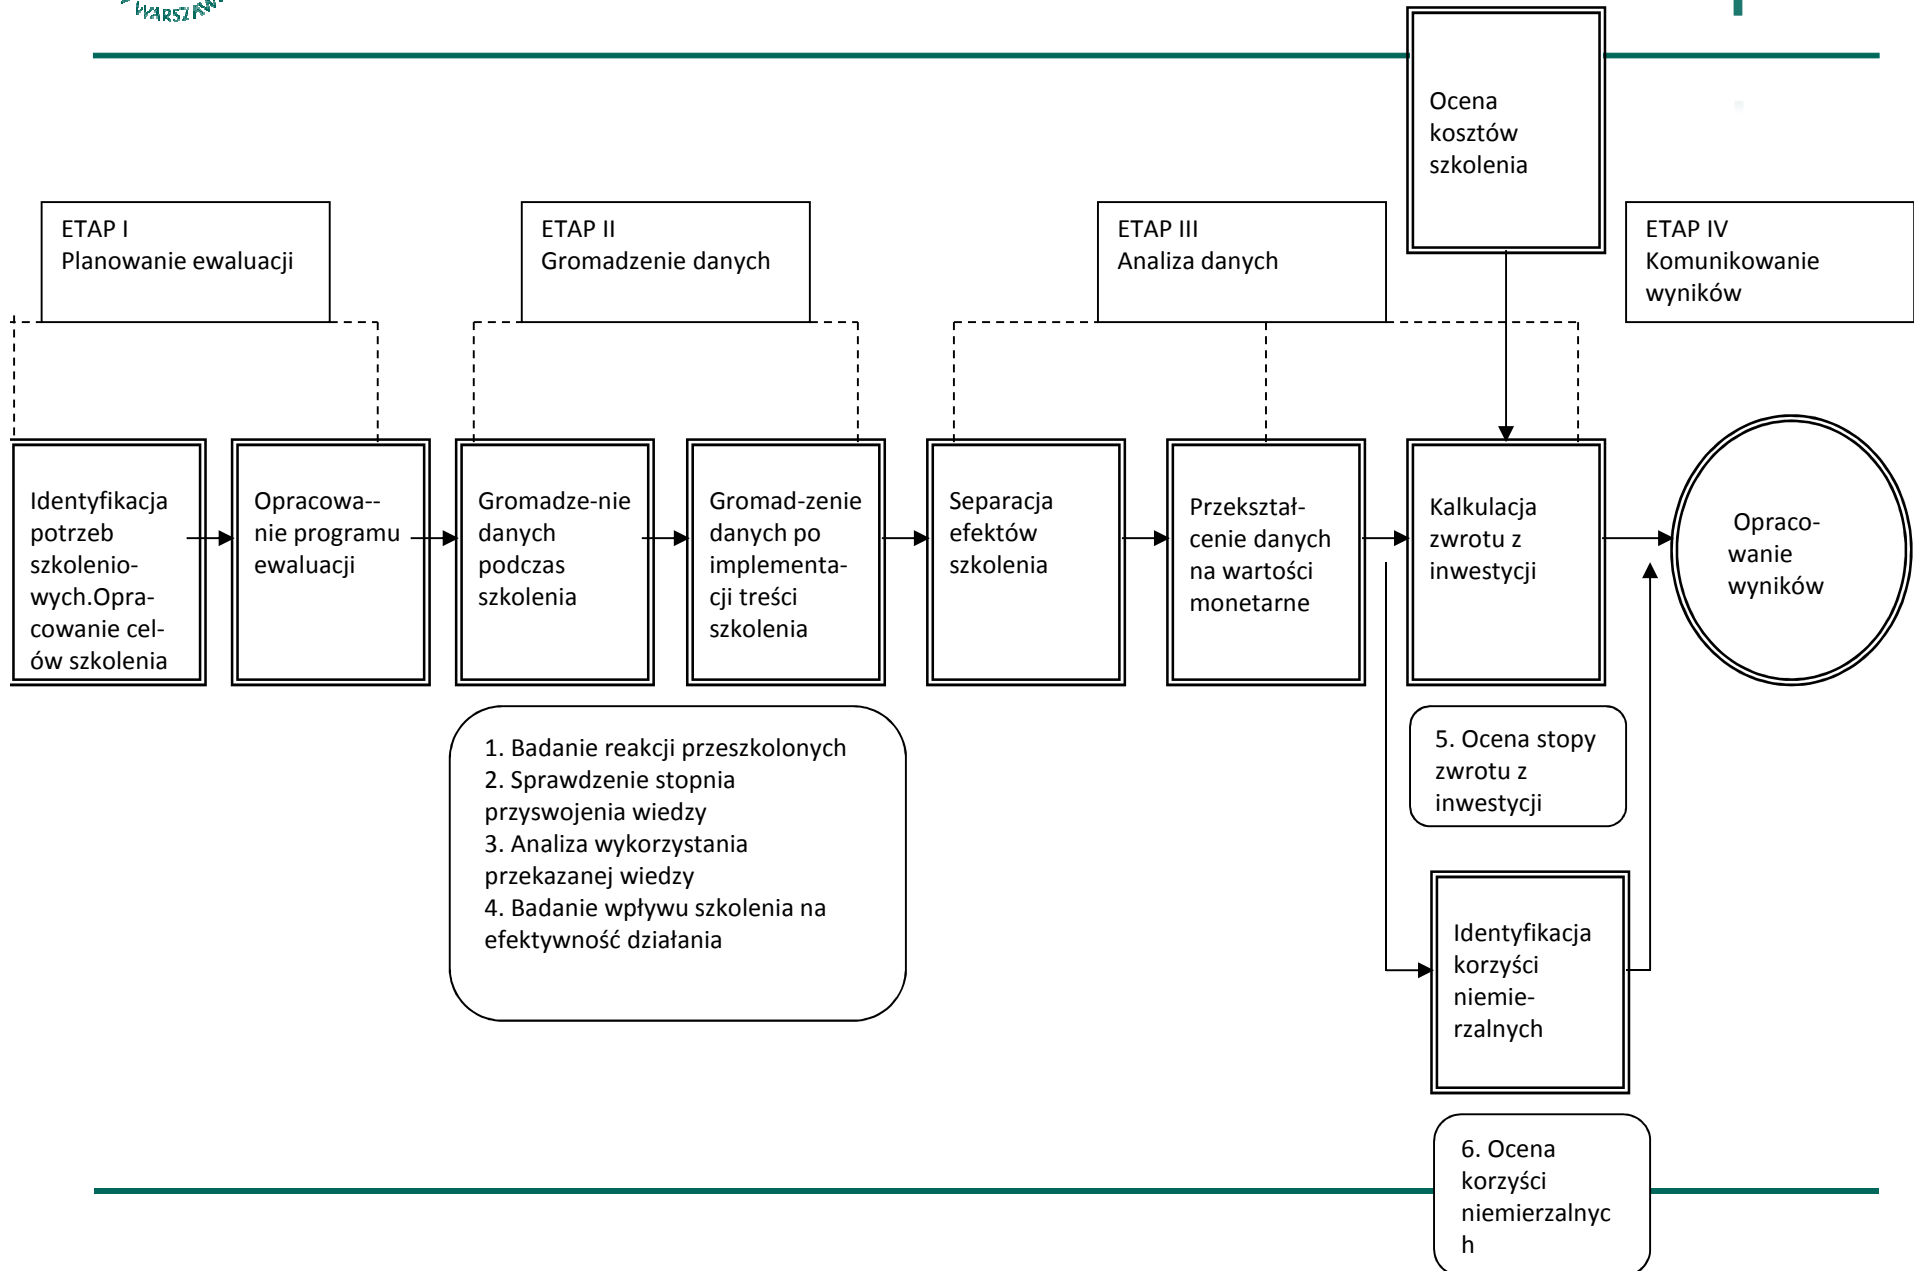 WARSZAW
Ocena
kosztów
szkolenia
ETAP I
Planowanie ewaluacji
ETAP II
Gromadzenie danych
ETAP III
Analiza danych
ETAP IV
Komunikowanie
wyników
Identyfikacja
potrzeb
szkolenio-
wych.Opra-
cowanie cel-
ów szkolenia
Opracowa--
nie programu
ewaluacji
Gromadze-nie
danych
podczas
szkolenia
Gromad-zenie
danych po
implementa-
cji treści
szkolenia
Separacja
efektów
szkolenia
Przekształ-
cenie danych
na wartości
monetarne
Kalkulacja
zwrotu z
inwestycji
Opraco-
wanie
wyników
1. Badanie reakcji przeszkolonych
2. Sprawdzenie stopnia
przyswojenia wiedzy
3. Analiza wykorzystania
przekazanej wiedzy
4. Badanie wpływu szkolenia na
efektywność działania
5. Ocena stopy
zwrotu z
inwestycji
Identyfikacja
korzyści
niemie-
rzalnych
6. Ocena
korzyści
niemierzalnyc
h